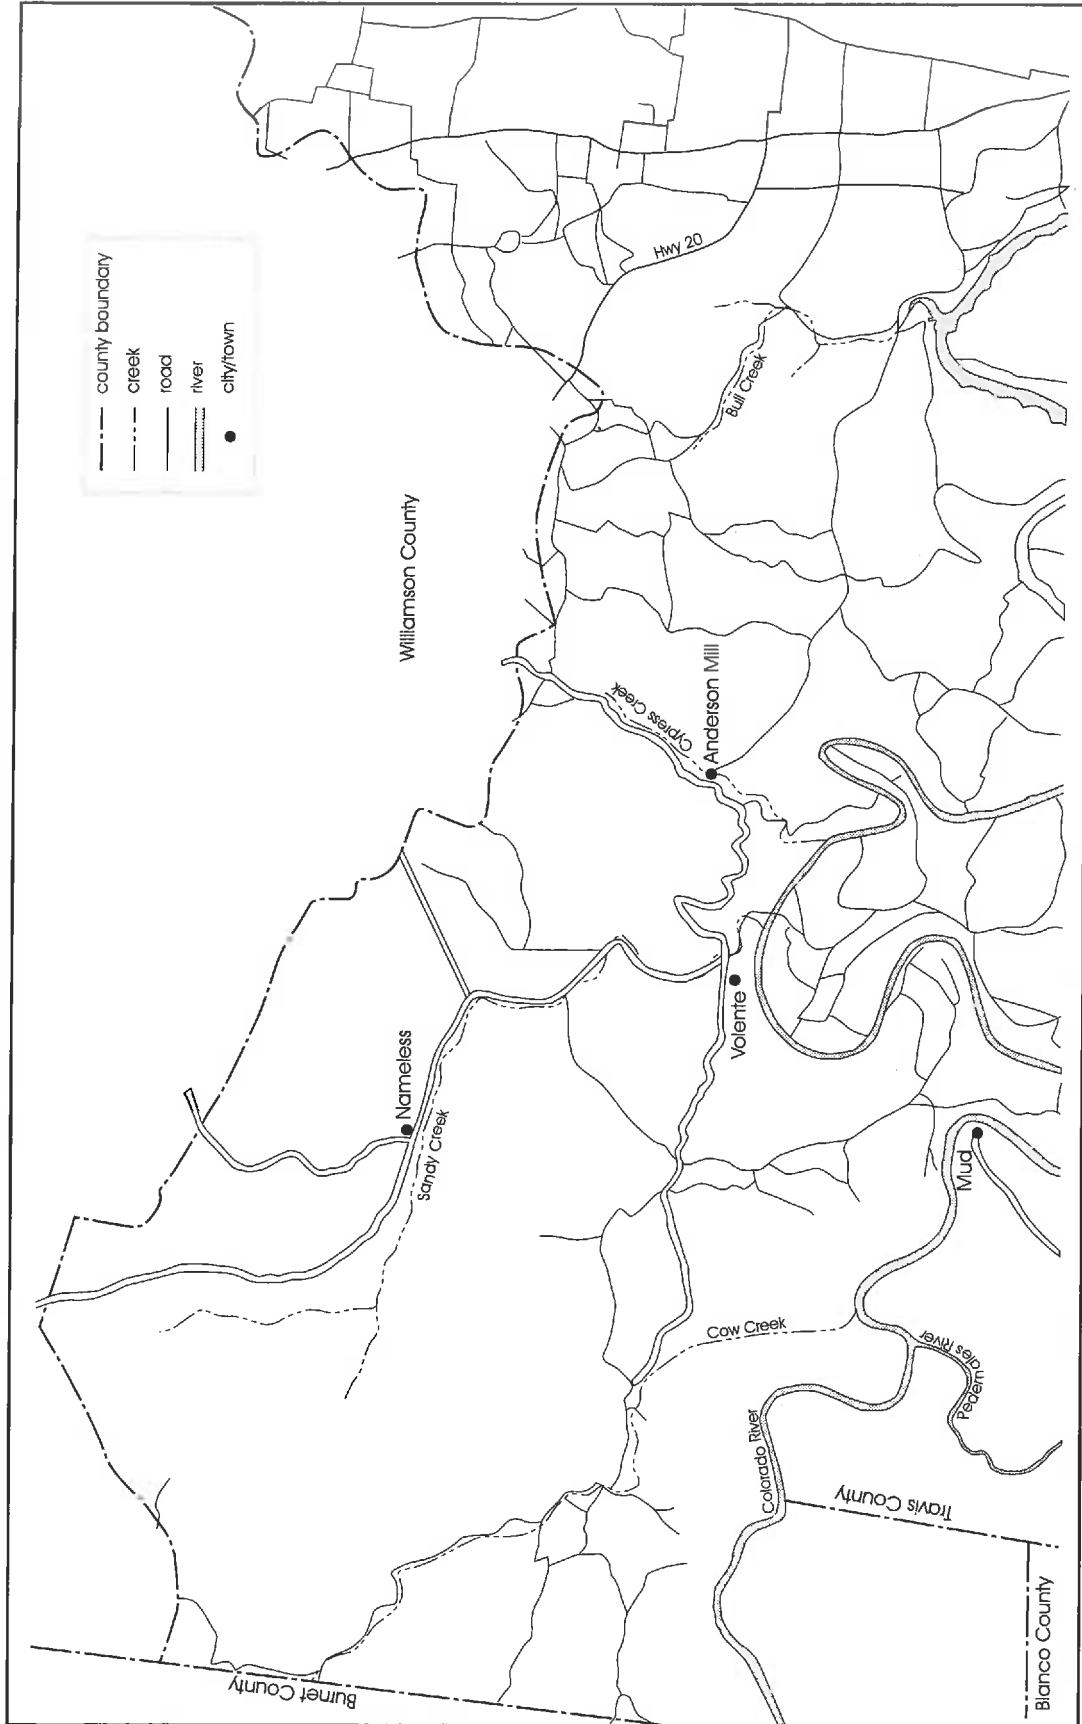 county boundary
creek
road
river
city/town
Williamson County
Hwy 20
Bull Creek
Cypress Creek
Anderson Mill
Nameless
Sandy Creek
Volente
Mud
Cow Creek
Pedernales River
Colorado River
Travis County
Burnet County
Blanco County